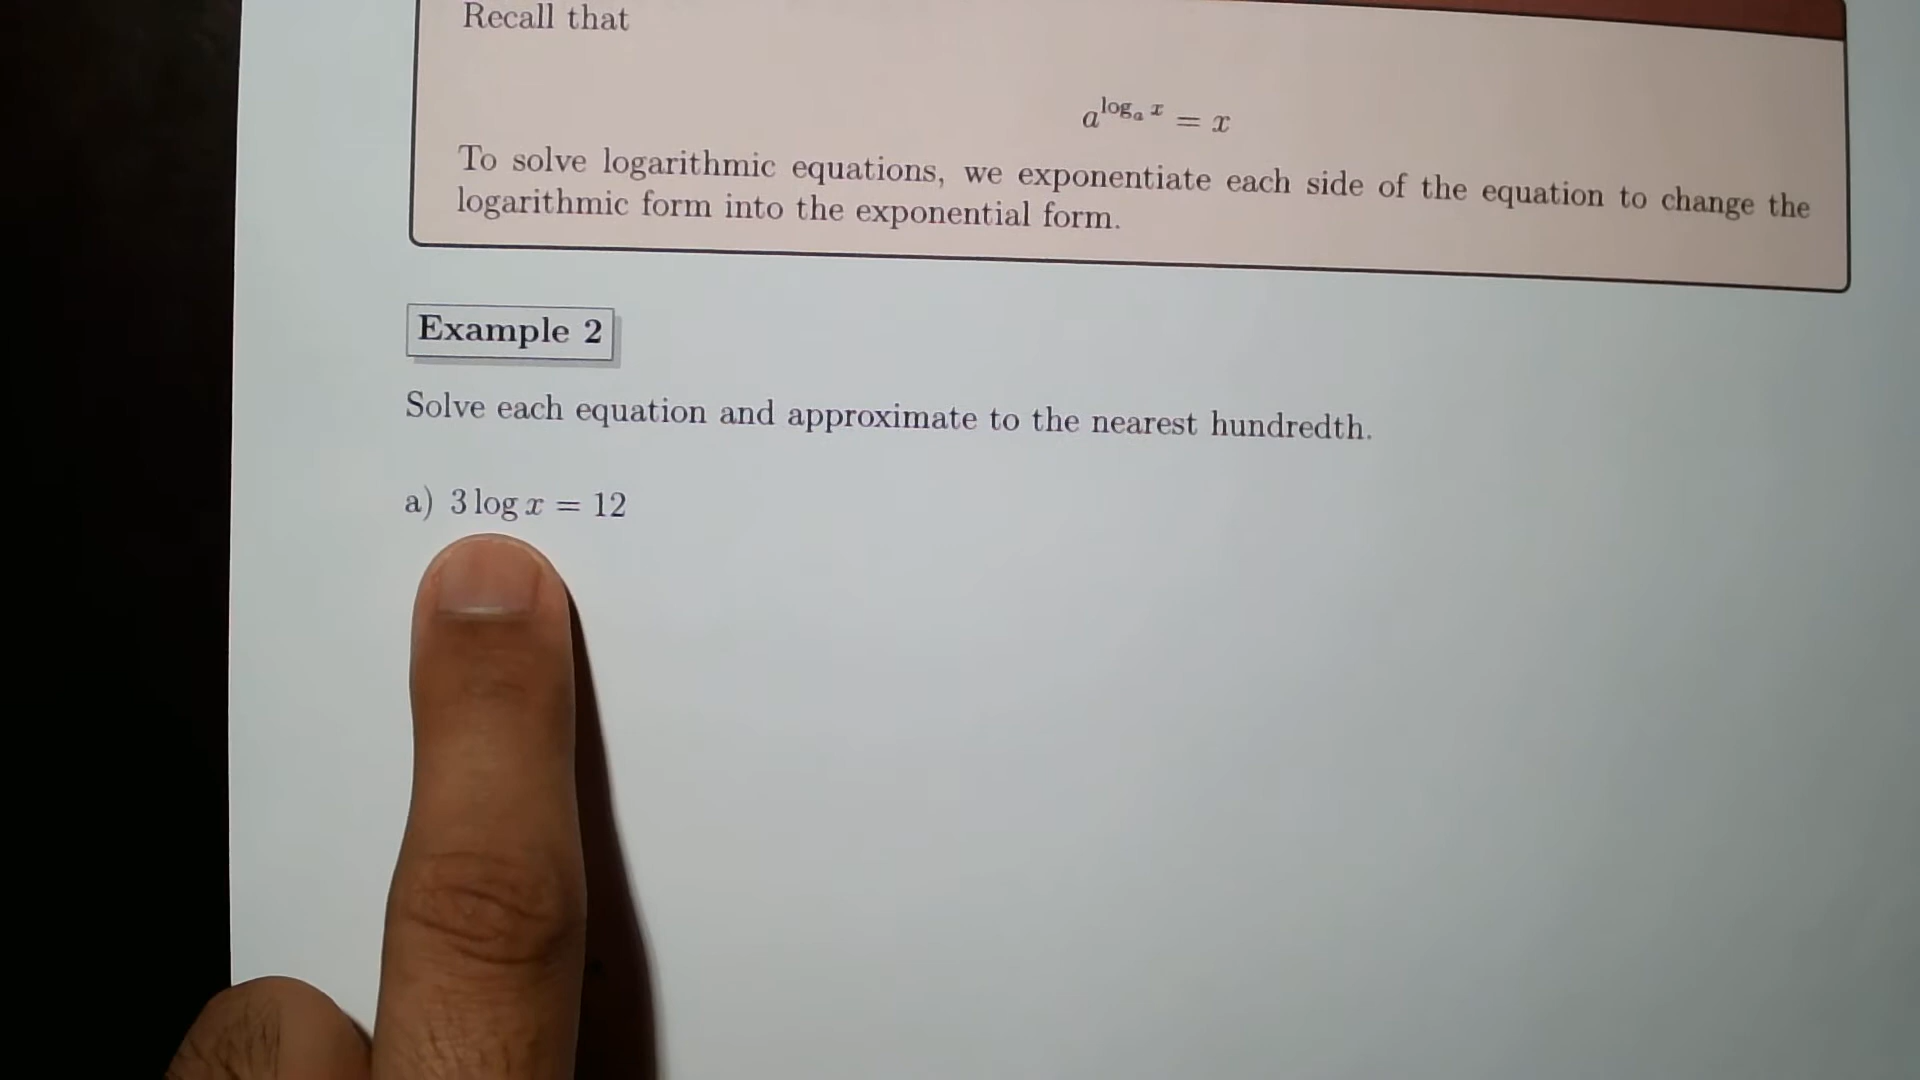 Recall that
a^{log_a x} = x
To solve logarithmic equations, we exponentiate each side of the equation to change the
logarithmic form into the exponential form.
Example 2
Solve each equation and approximate to the nearest hundredth.
a) 3 log x = 12